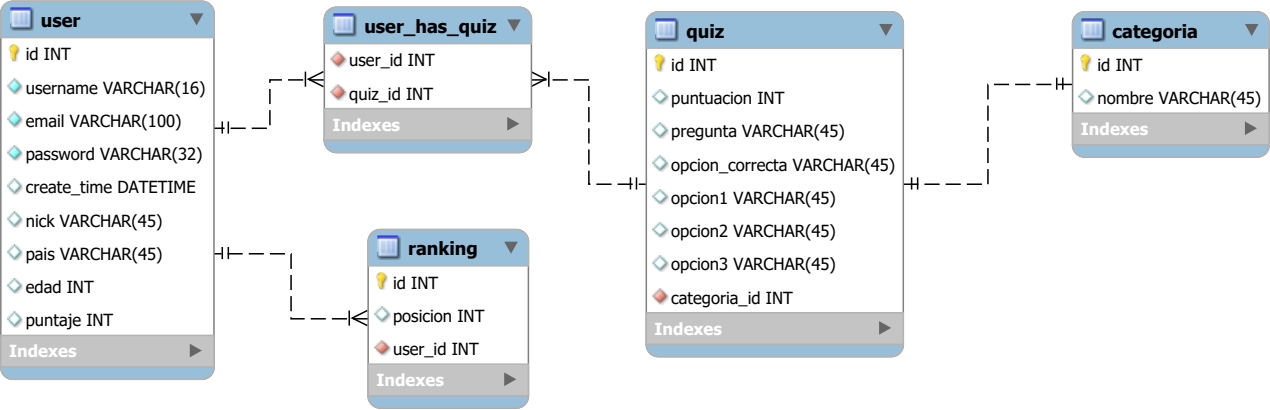 user
id INT
username VARCHAR(16)
email VARCHAR(100)
password VARCHAR(32)
create_time DATETIME
nick VARCHAR(45)
pais VARCHAR(45)
edad INT
puntaje INT
Indexes
user_has_quiz
user_id INT
quiz_id INT
Indexes
ranking
id INT
posicion INT
user_id INT
Indexes
quiz
id INT
puntuacion INT
pregunta VARCHAR(45)
opcion_correcta VARCHAR(45)
opcion1 VARCHAR(45)
opcion2 VARCHAR(45)
opcion3 VARCHAR(45)
categoria_id INT
Indexes
categoria
id INT
nombre VARCHAR(45)
Indexes